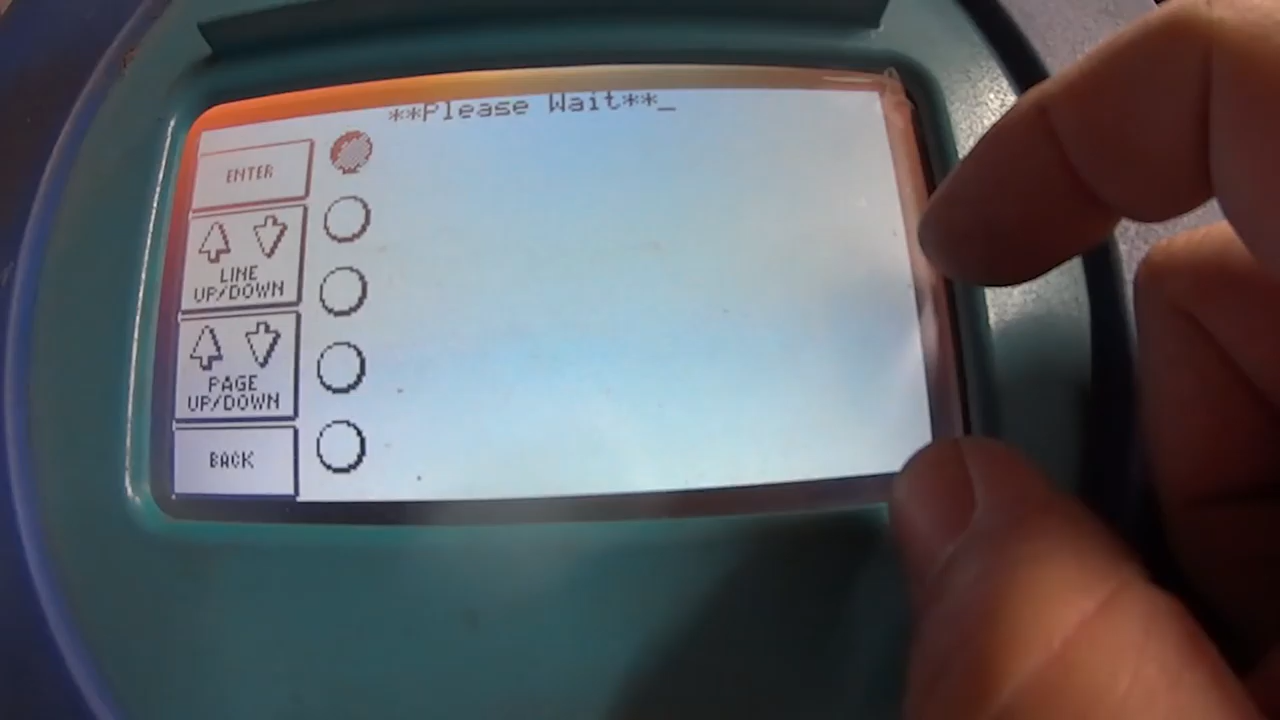 **Please Wait**_
ENTER
LINE
UP/DOWN
PAGE
UP/DOWN
BACK